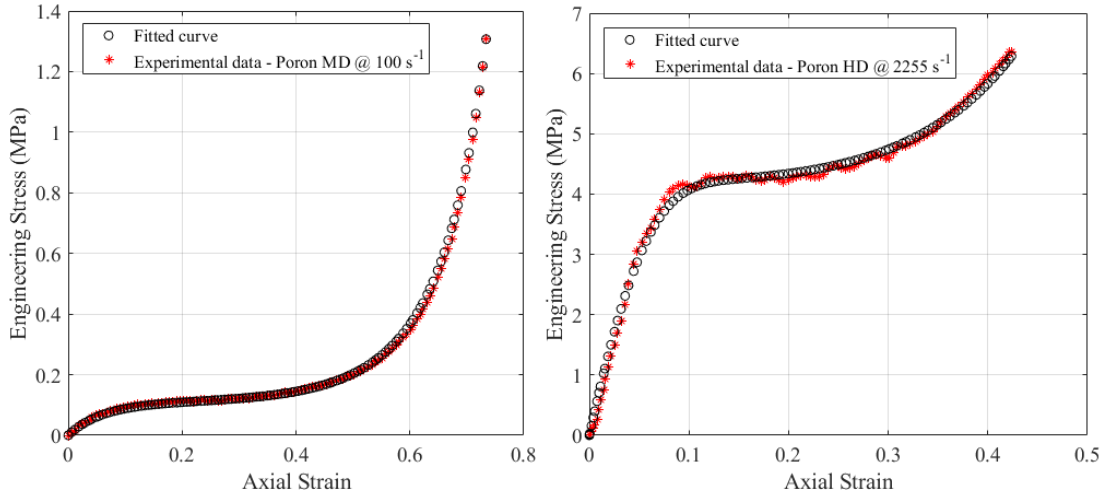 1.4
1.2
1
0.8
0.6
0.4
0.2
0
Engineering Stress (MPa)
Fitted curve
Experimental data - Poron MD @ 100 s⁻¹
0 0.2 0.4 0.6 0.8
Axial Strain
7
6
5
4
3
2
1
0
Engineering Stress (MPa)
Fitted curve
Experimental data - Poron HD @ 2255 s⁻¹
0 0.1 0.2 0.3 0.4 0.5
Axial Strain